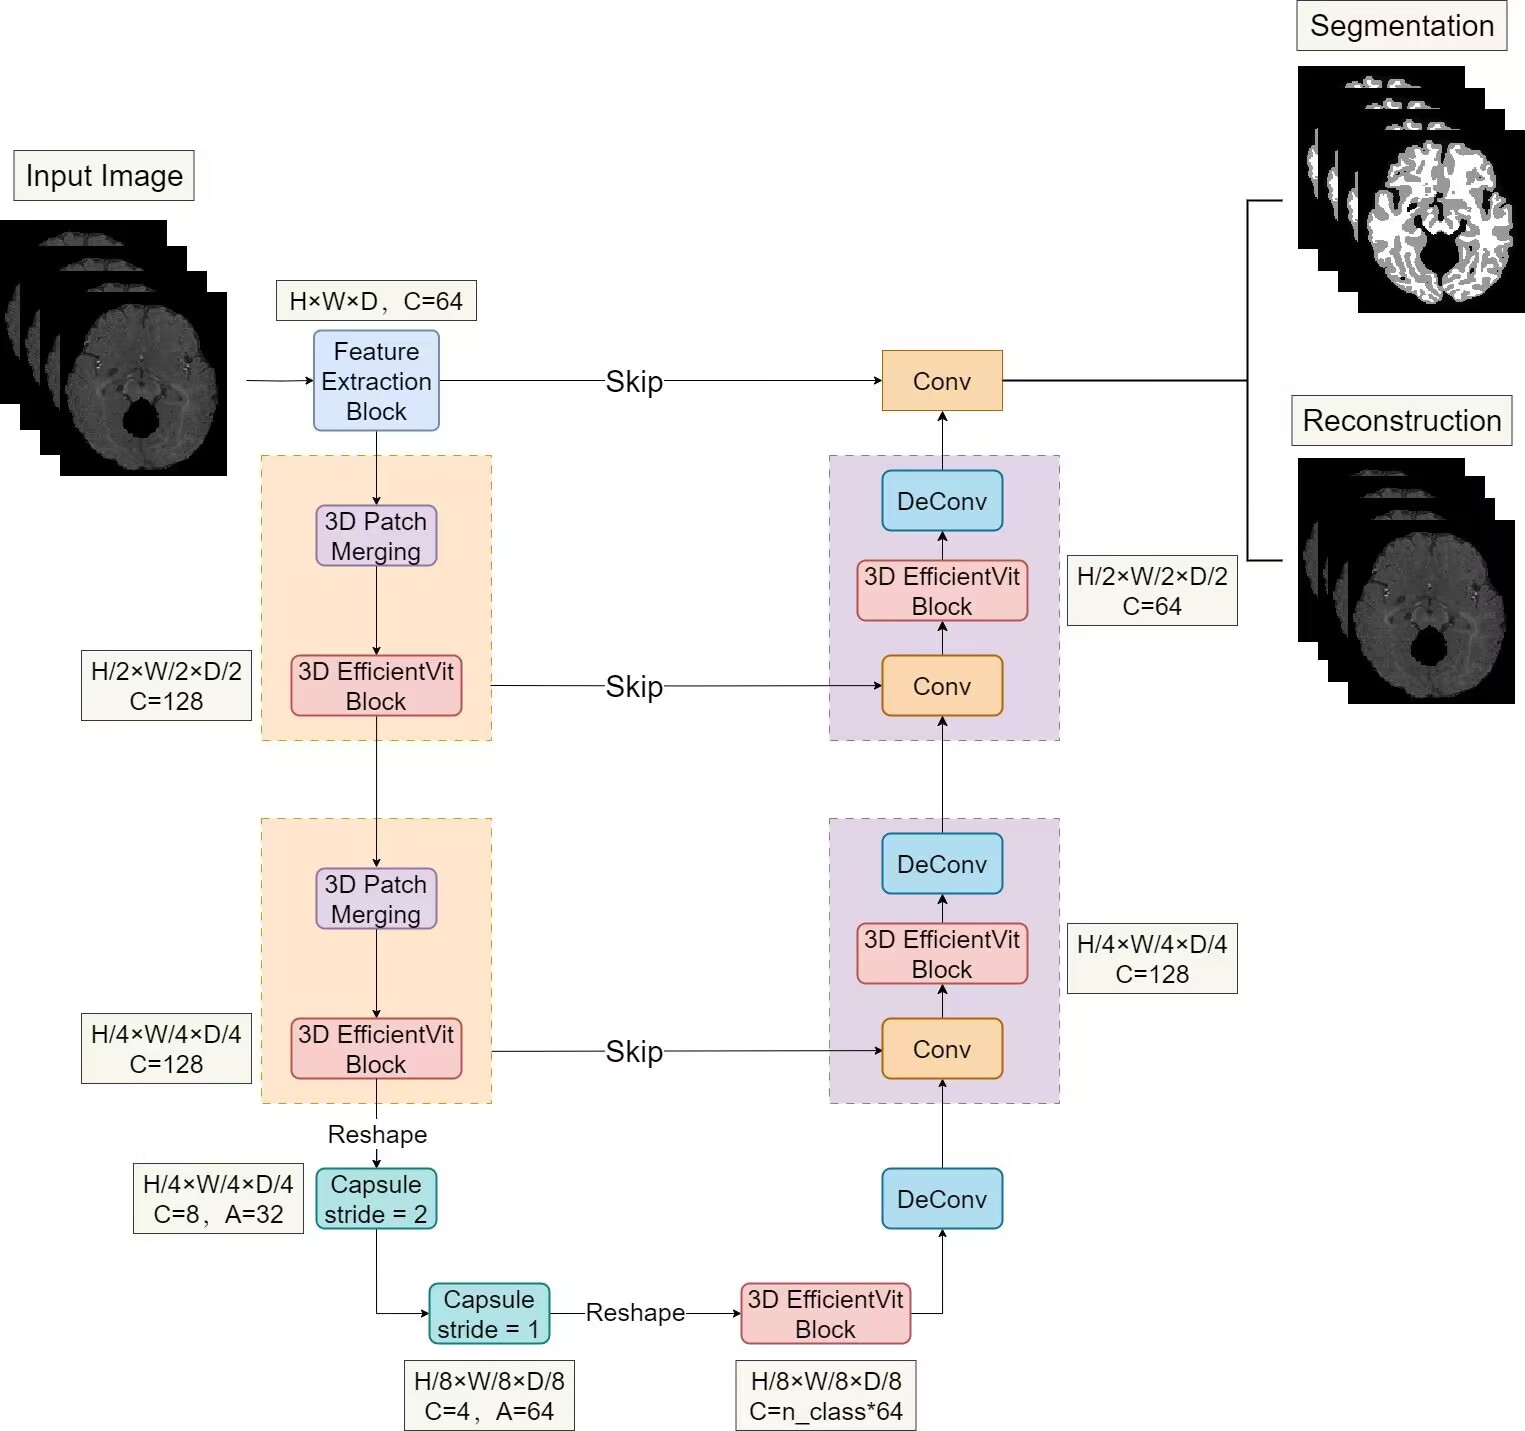 Segmentation
Input Image
H×W×D, C=64
Feature
Extraction
Block
Skip
Conv
Reconstruction
3D Patch
Merging
DeConv
3D EfficientVit
Block
H/2×W/2×D/2
C=64
H/2×W/2×D/2
C=128
3D EfficientVit
Block
Skip
Conv
3D Patch
Merging
DeConv
3D EfficientVit
Block
H/4×W/4×D/4
C=128
H/4×W/4×D/4
C=128
3D EfficientVit
Block
Skip
Conv
Reshape
H/4×W/4×D/4
C=8, A=32
Capsule
stride = 2
DeConv
Capsule
stride = 1
Reshape
3D EfficientVit
Block
H/8×W/8×D/8
C=4, A=64
H/8×W/8×D/8
C=n_class*64